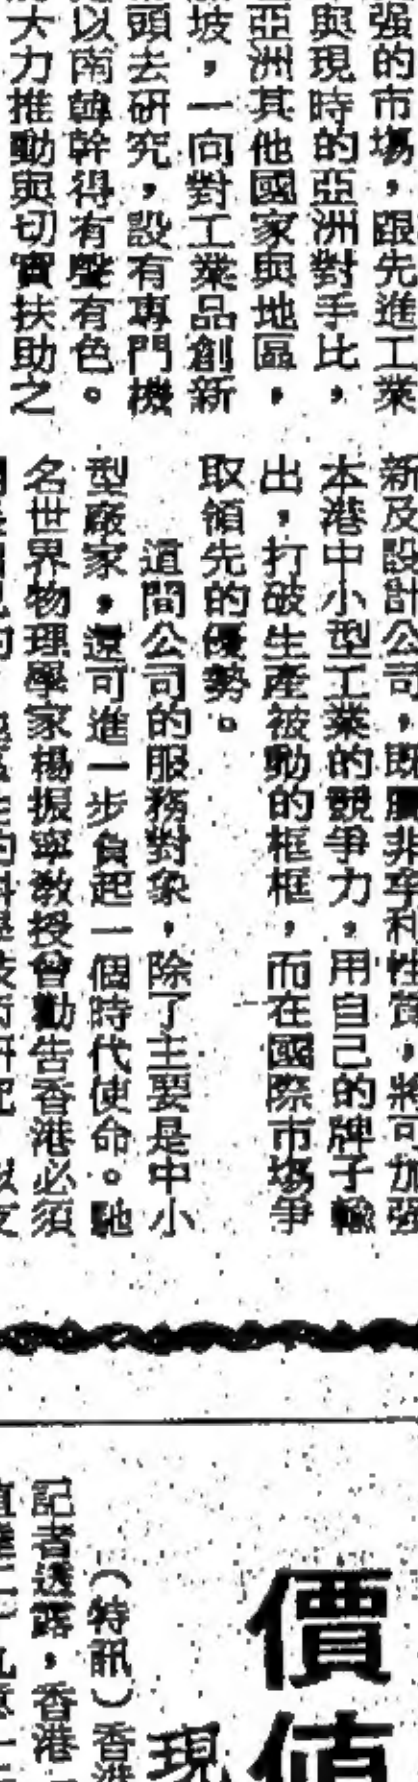 强的市場，跟先進工業
與現時的亞洲對手比，
亞洲其他國家與地區，
坡，一向對工業品創新
頭去研究，設有專門機
以南韓幹得有聲有色。
大力推動與切實扶助之
新及設計公司，既屬非牟利性質，將可加强
本港中小型工業的競爭力，用自己的牌子輸
出，打破生產被動的框框，而在國際市場爭
取領先的優勢。
這間公司的服務對象，除了主要是中小
型廠家，還可進一步負起一個時代使命。馳
名世界物理學家楊振寧教授曾勸告香港必須
價值
現
（特訊）香港
記者透露，香港